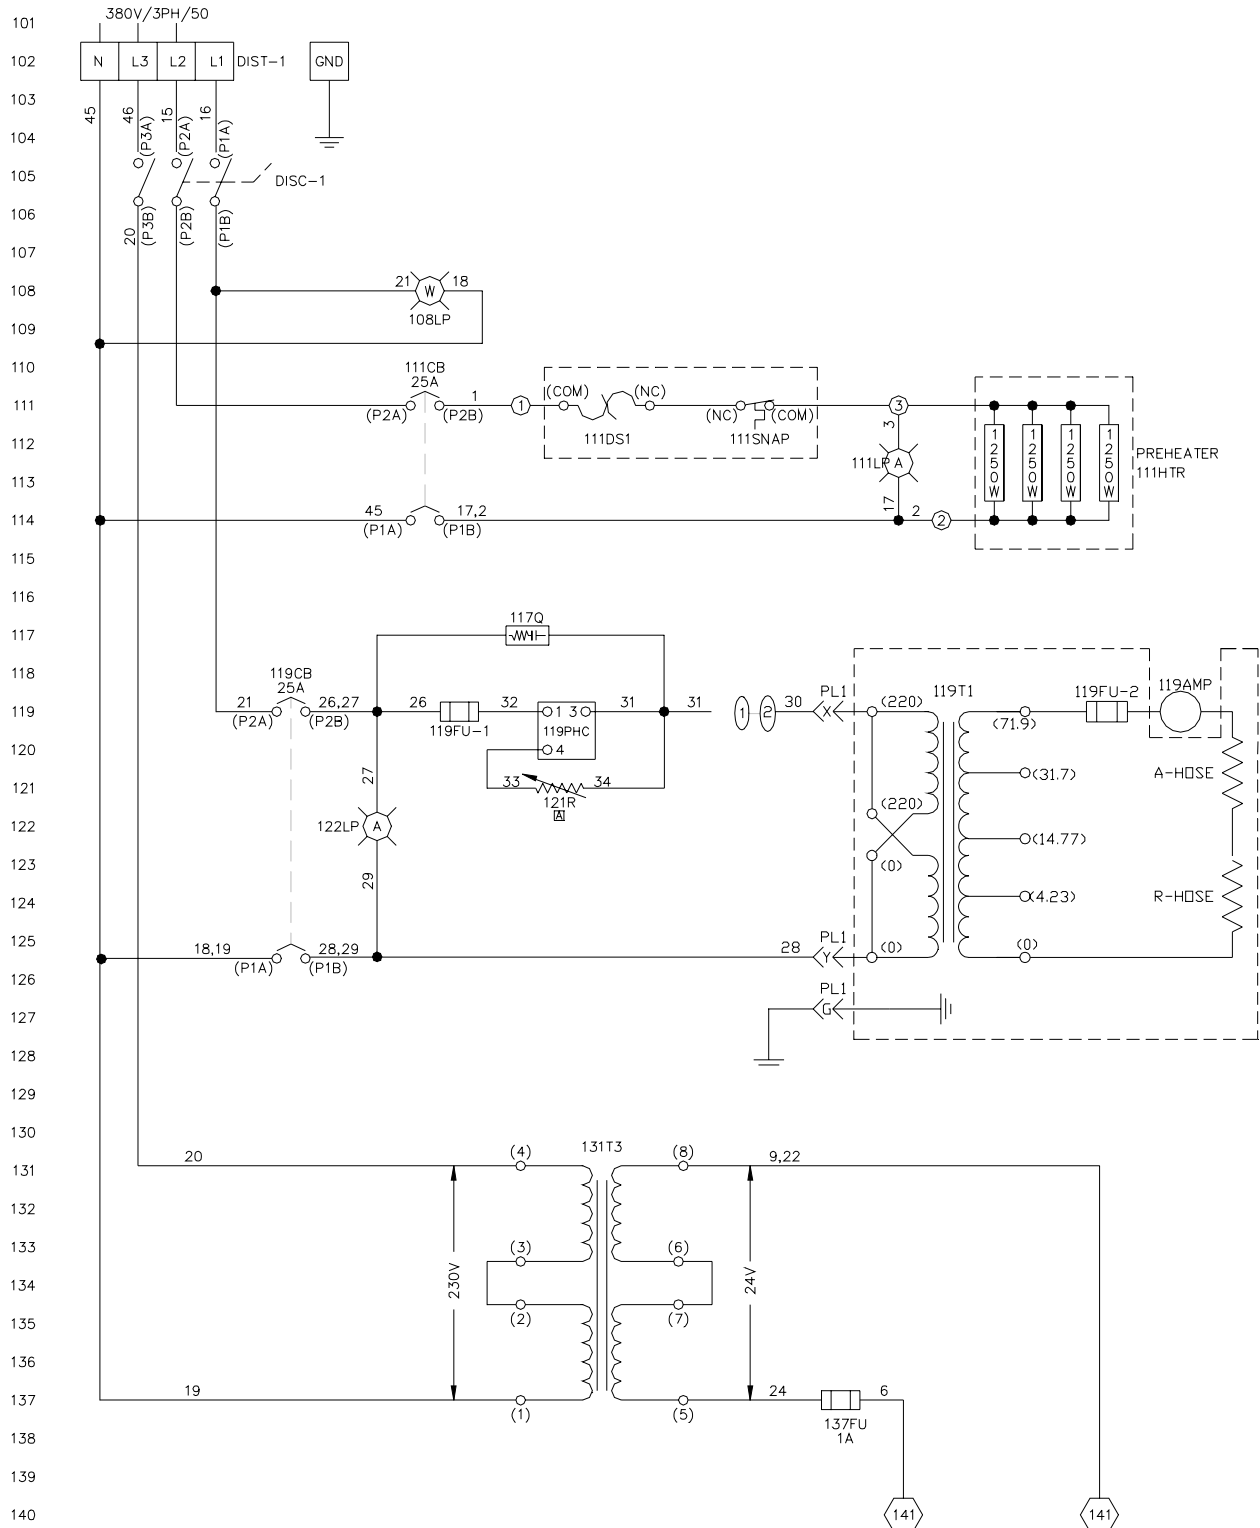 101
380V/3PH/50
102
N
L3
L2
L1
DIST-1
GND
103
45
46
15
16
104
(P3A)
(P2A)
(P1A)
105
DISC-1
106
20
(P3B)
(P2B)
(P1B)
107
108
21
W
18
108LP
109
110
111CB
25A
111
(P2A)
1
(P2B)
1
(COM)
(NC)
(NC)
(COM)
3
111DS1
111SNAP
112
3
1250W
1250W
1250W
1250W
PREHEATER
111HTR
111LP
A
113
17
114
45
(P1A)
17,2
(P1B)
2
2
115
116
117
117Q
118
119CB
25A
119
21
(P2A)
26,27
(P2B)
26
119FU-1
32
1
3
119PHC
31
31
1
2
30
PL1
X
(220)
119T1
(71.9)
119FU-2
119AMP
120
4
121
27
33
34
121R
A
(31.7)
A-HOSE
122
122LP
A
(220)
(14.77)
123
29
(0)
124
(4.23)
R-HOSE
125
18,19
(P1A)
28,29
(P1B)
28
PL1
Y
(0)
(0)
126
PL1
127
G
128
129
130
131T3
131
20
(4)
(8)
9,22
132
133
(3)
(6)
134
230V
24V
135
(2)
(7)
136
137
19
(1)
(5)
24
6
137FU
1A
138
139
140
141
141